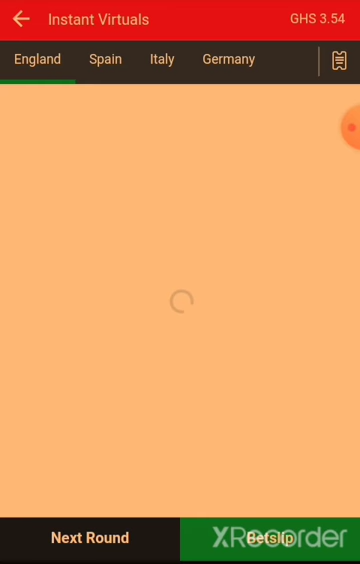 Instant Virtuals GHS 3.54
England Spain Italy Germany
Next Round Betslip
XRecorder